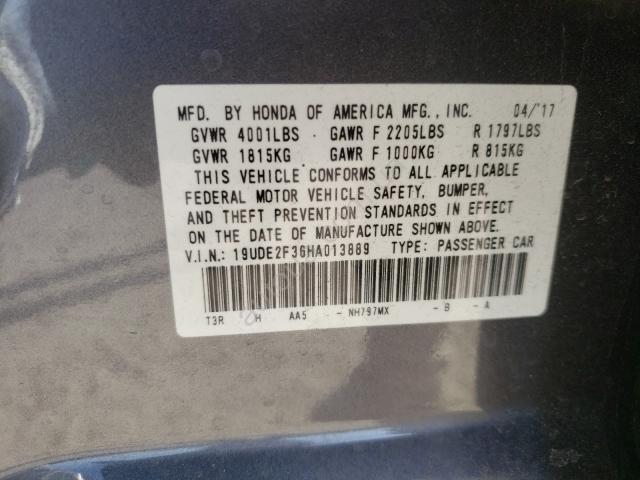 MFD. BY HONDA OF AMERICA MFG., INC. 04/'17
GVWR 4001LBS GAWR F 2205LBS R 1797LBS
GVWR 1815KG GAWR F 1000KG R 815KG
THIS VEHICLE CONFORMS TO ALL APPLICABLE
FEDERAL MOTOR VEHICLE SAFETY, BUMPER,
AND THEFT PREVENTION STANDARDS IN EFFECT
ON THE DATE OF MANUFACTURE SHOWN ABOVE.
V.I.N.: 19UDE2F36HA013889 TYPE: PASSENGER CAR
T3R H AA5 -- NH797MX - B - A